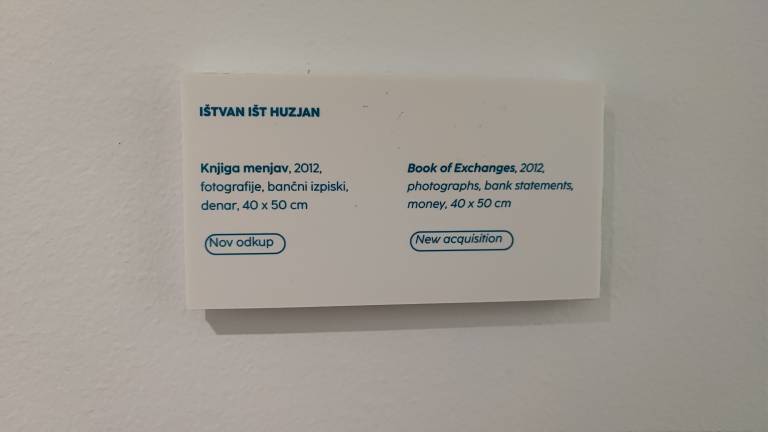 IŠTVAN IŠT HUZJAN
Knjiga menjav, 2012,
fotografije, bančni izpiski,
denar, 40 x 50 cm
Nov odkup
Book of Exchanges, 2012,
photographs, bank statements,
money, 40 x 50 cm
New acquisition